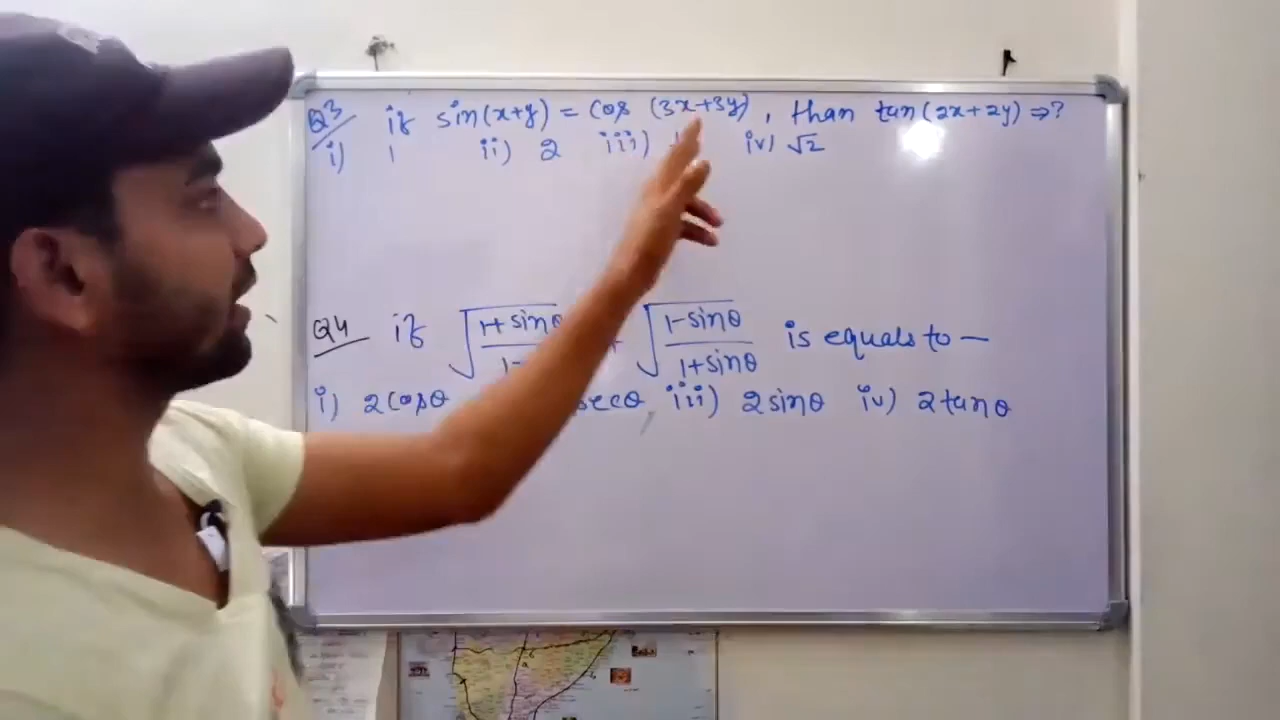 Q3 if sin(x+y) = cos (3x+3y), than tan(2x+2y) ⇒?
i) 1 ii) 2 iii) iv) √2
Q4 if √(1+sinθ/1- + √(1-sinθ/1+sinθ) is equals to —
i) 2cosθ secθ iii) 2sinθ iv) 2tanθ